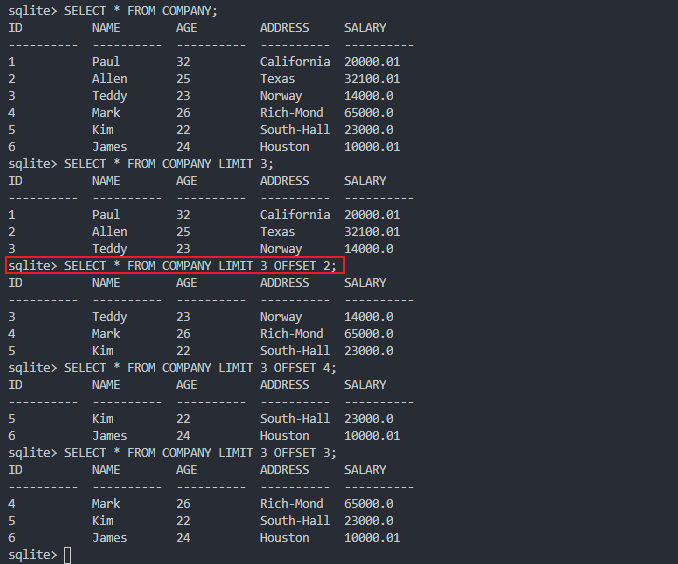 sqlite> SELECT * FROM COMPANY;
ID          NAME        AGE         ADDRESS     SALARY
----------  ----------  ----------  ----------  ----------
1           Paul        32          California  20000.01
2           Allen       25          Texas       32100.01
3           Teddy       23          Norway      14000.0
4           Mark        26          Rich-Mond   65000.0
5           Kim         22          South-Hall  23000.0
6           James       24          Houston     10000.01
sqlite> SELECT * FROM COMPANY LIMIT 3;
ID          NAME        AGE         ADDRESS     SALARY
----------  ----------  ----------  ----------  ----------
1           Paul        32          California  20000.01
2           Allen       25          Texas       32100.01
3           Teddy       23          Norway      14000.0
sqlite> SELECT * FROM COMPANY LIMIT 3 OFFSET 2;
ID          NAME        AGE         ADDRESS     SALARY
----------  ----------  ----------  ----------  ----------
3           Teddy       23          Norway      14000.0
4           Mark        26          Rich-Mond   65000.0
5           Kim         22          South-Hall  23000.0
sqlite> SELECT * FROM COMPANY LIMIT 3 OFFSET 4;
ID          NAME        AGE         ADDRESS     SALARY
----------  ----------  ----------  ----------  ----------
5           Kim         22          South-Hall  23000.0
6           James       24          Houston     10000.01
sqlite> SELECT * FROM COMPANY LIMIT 3 OFFSET 3;
ID          NAME        AGE         ADDRESS     SALARY
----------  ----------  ----------  ----------  ----------
4           Mark        26          Rich-Mond   65000.0
5           Kim         22          South-Hall  23000.0
6           James       24          Houston     10000.01
sqlite>